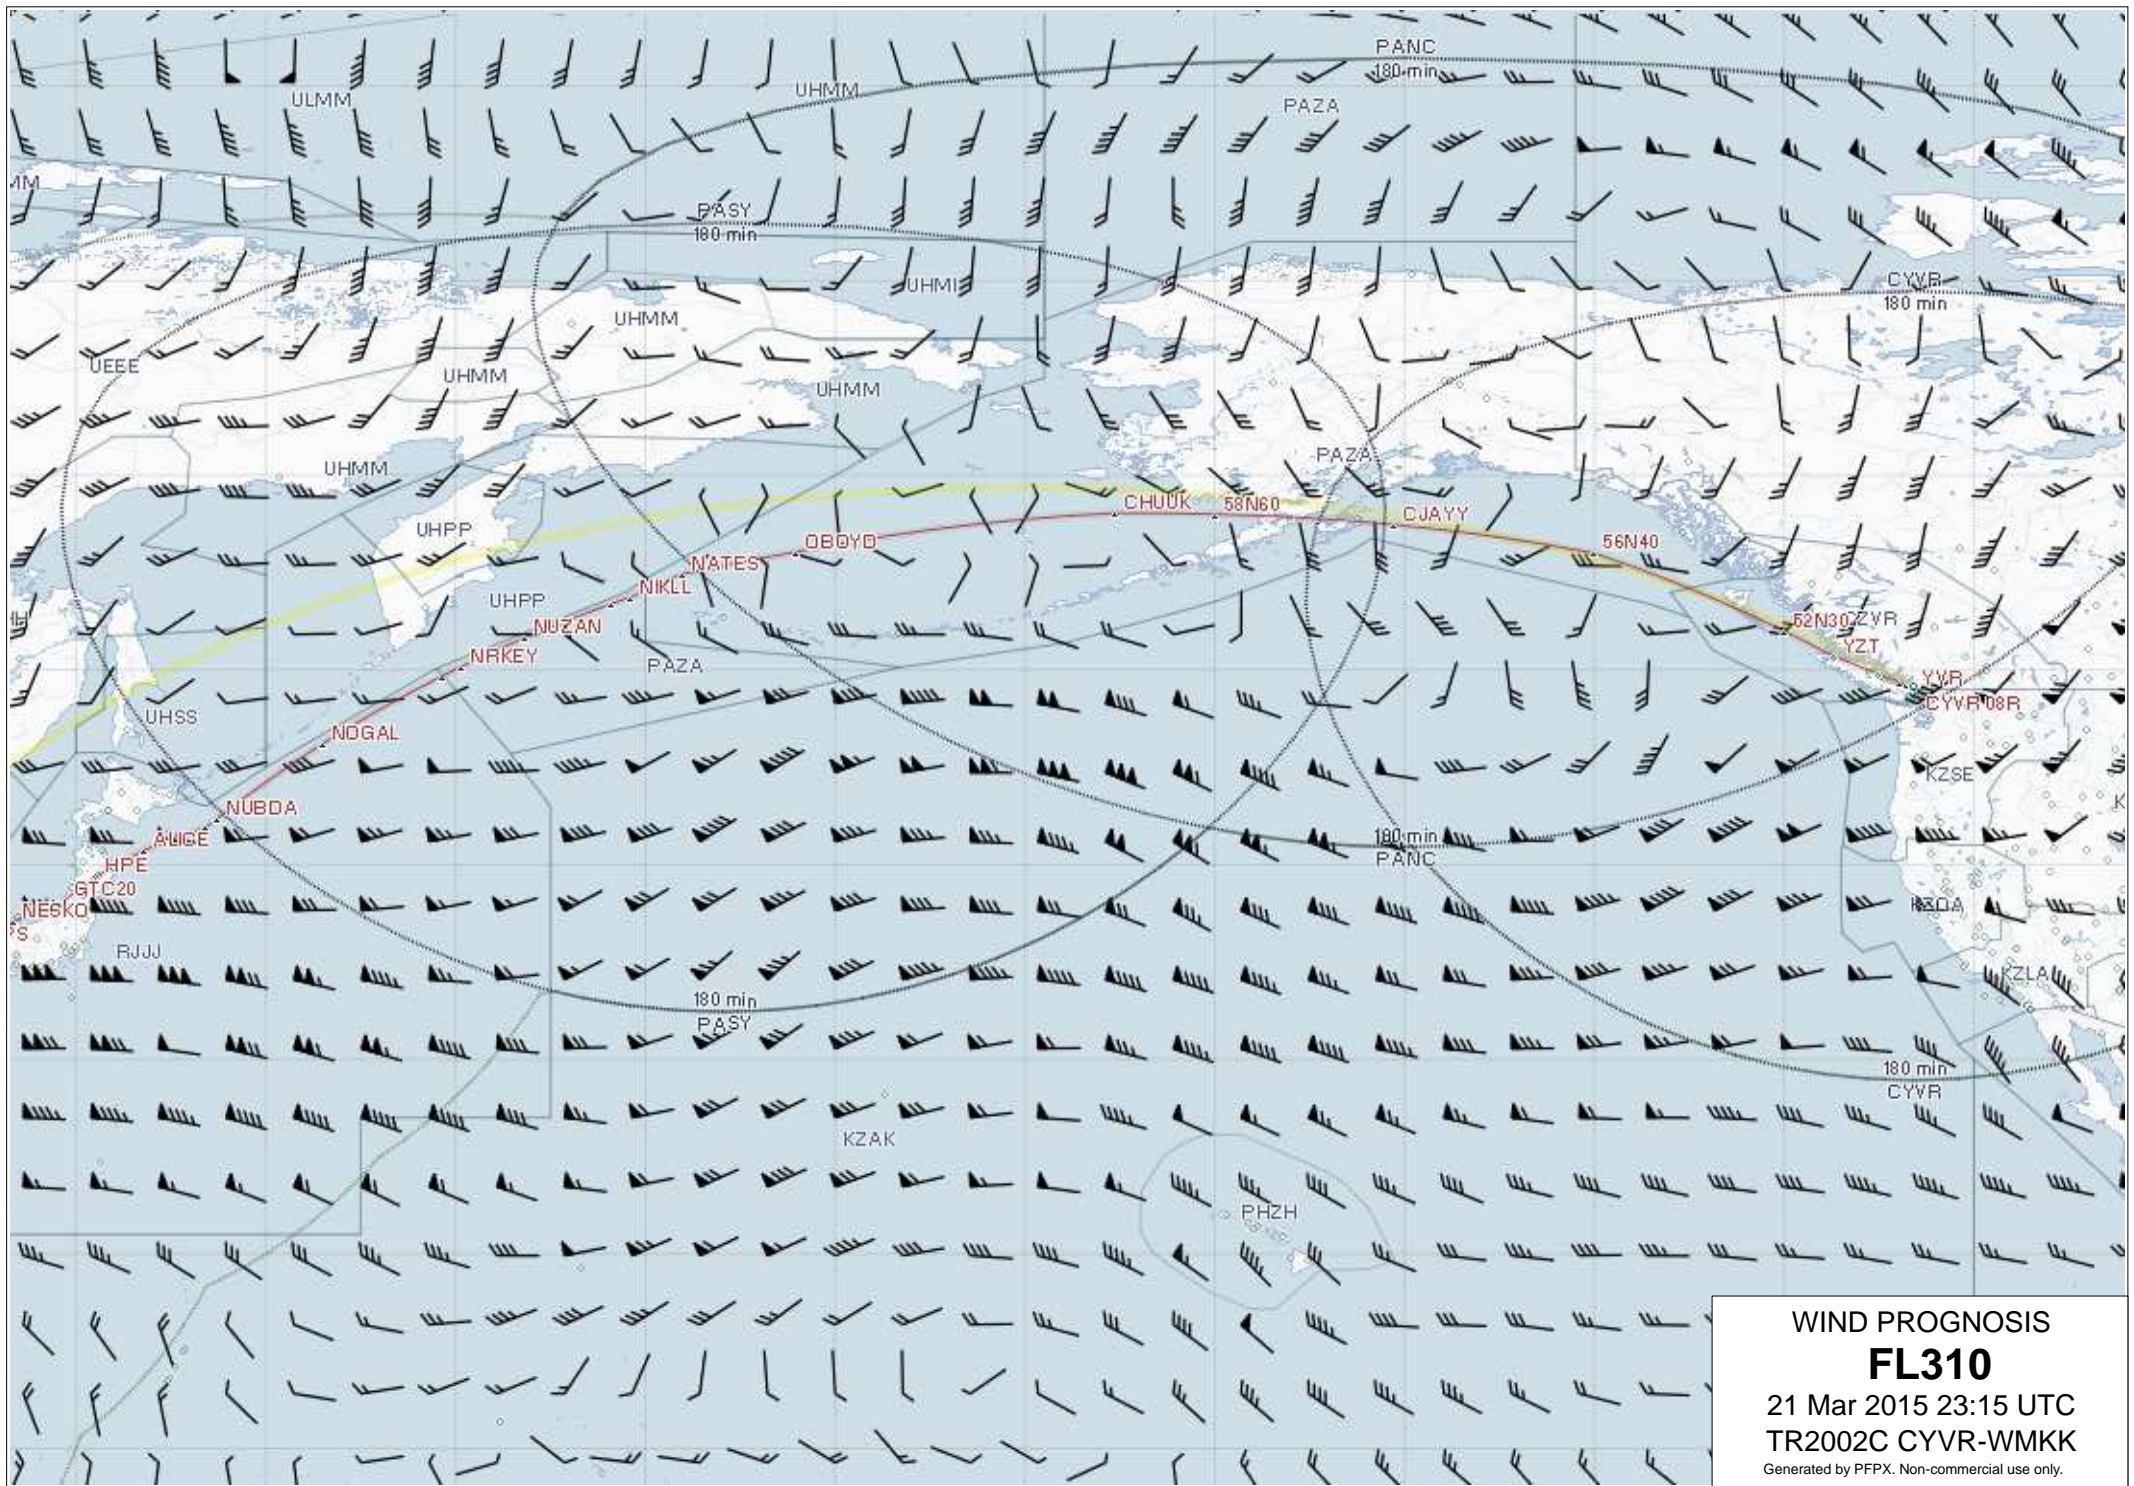 PANC
180 min
ULMM
UHMM
PAZA
PASY
180 min
UHMI
CYVR
180 min
UHMM
UEEE
UHMM
UHMM
PAZA
UHMM
CHUUK
58N60
CJAYY
UHPP
OBOYD
56N40
NATES
NIKLL
UHPP
NUZAN
52N30
CZVR
YZT
NRKEY
PAZA
YVR
CYVR 08R
UHSS
NOGAL
KZSE
NUBDA
ALICE
180 min
PANC
HPE
GTC20
NESKO
KZOA
RJJJ
KZLA
180 min
PASY
180 min
CYVR
KZAK
PHZH
WIND PROGNOSIS
FL310
21 Mar 2015 23:15 UTC
TR2002C CYVR-WMKK
Generated by PFPX. Non-commercial use only.